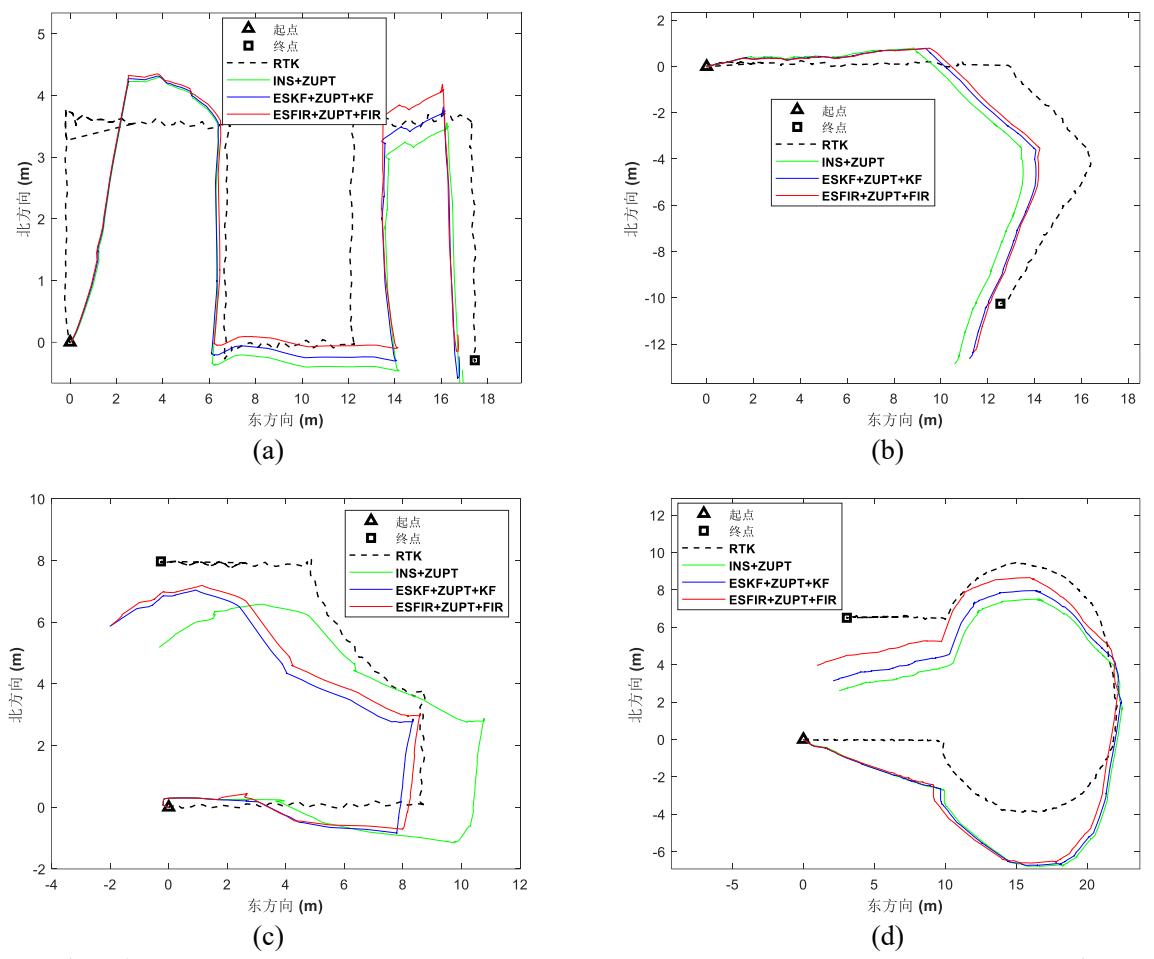 5
4
3
2
1
0
北方向 (m)
起点
终点
RTK
INS+ZUPT
ESKF+ZUPT+KF
ESFIR+ZUPT+FIR
0 2 4 6 8 10 12 14 16 18
东方向 (m)
(a)
2
0
-2
-4
-6
-8
-10
-12
北方向 (m)
起点
终点
RTK
INS+ZUPT
ESKF+ZUPT+KF
ESFIR+ZUPT+FIR
0 2 4 6 8 10 12 14 16 18
东方向 (m)
(b)
10
8
6
4
2
0
-2
北方向 (m)
起点
终点
RTK
INS+ZUPT
ESKF+ZUPT+KF
ESFIR+ZUPT+FIR
-4 -2 0 2 4 6 8 10 12
东方向 (m)
(c)
12
10
8
6
4
2
0
-2
-4
-6
北方向 (m)
起点
终点
RTK
INS+ZUPT
ESKF+ZUPT+KF
ESFIR+ZUPT+FIR
-5 0 5 10 15 20
东方向 (m)
(d)